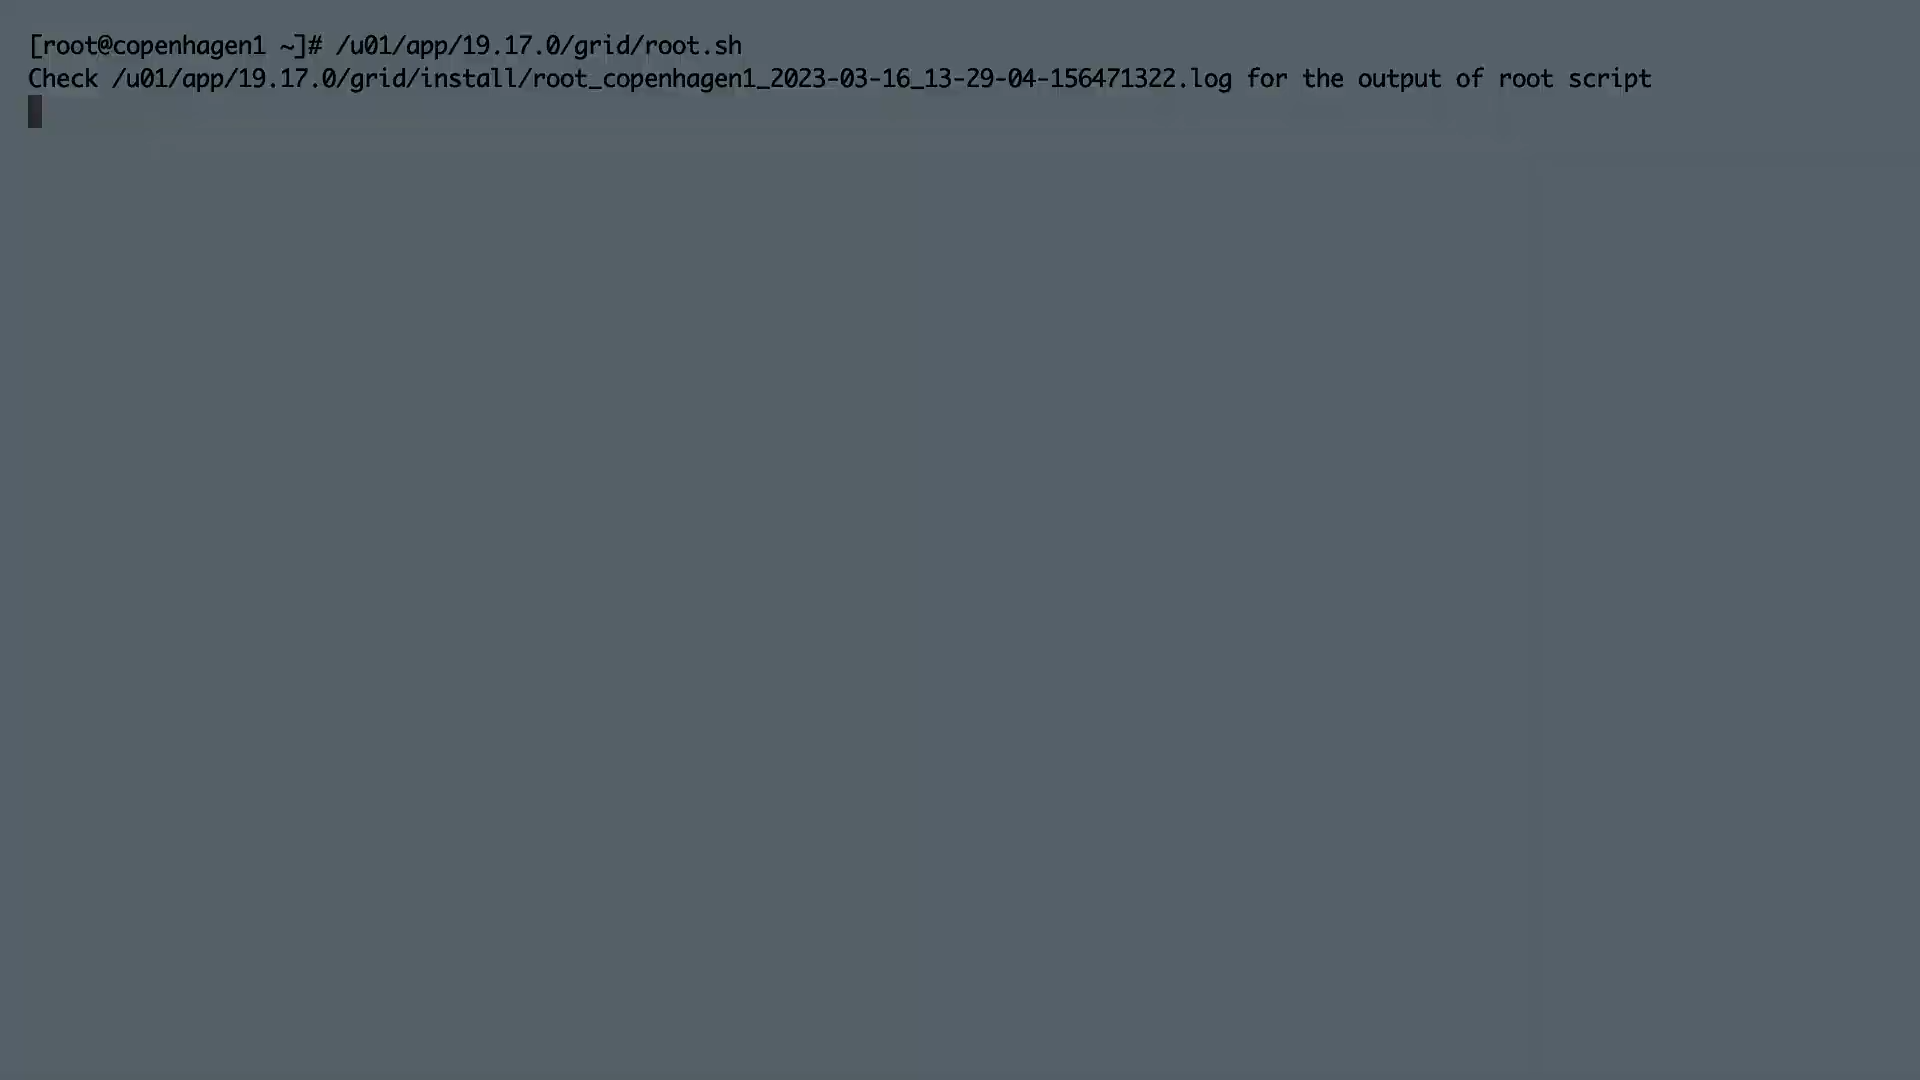 [root@copenhagen1 ~]# /u01/app/19.17.0/grid/root.sh
Check /u01/app/19.17.0/grid/install/root_copenhagen1_2023-03-16_13-29-04-156471322.log for the output of root script